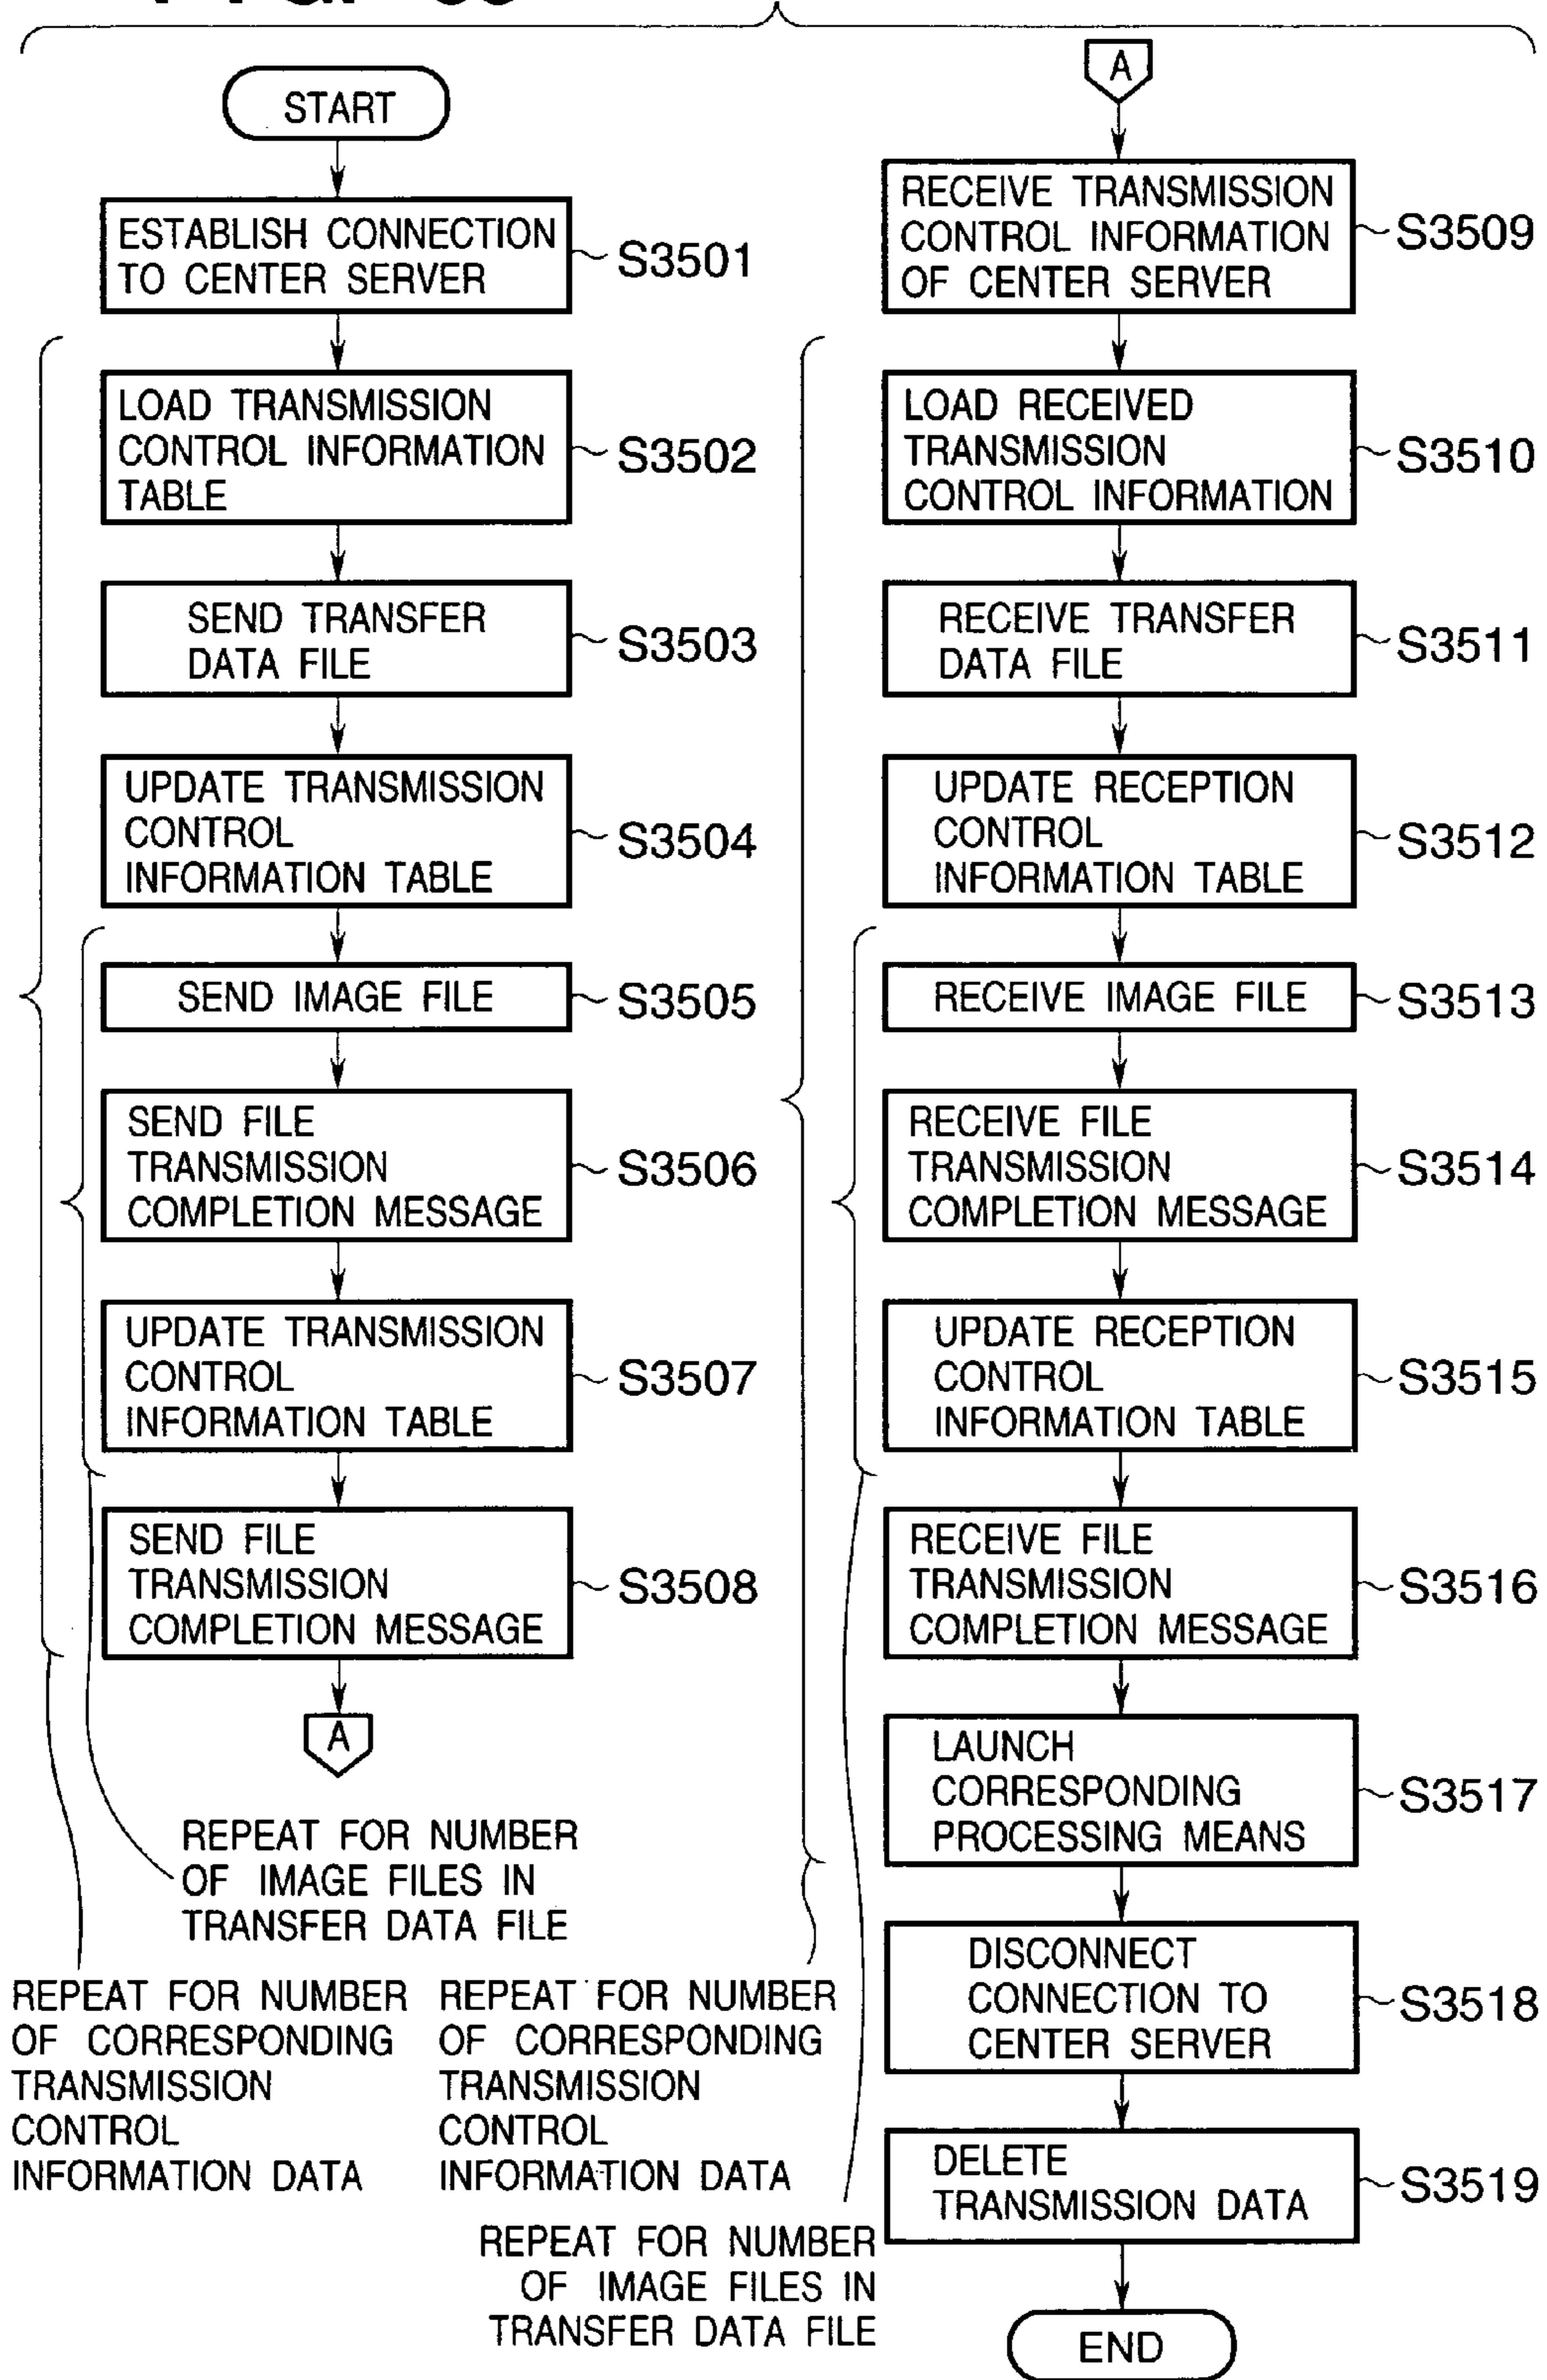 START
ESTABLISH CONNECTION
TO CENTER SERVER
S3501
LOAD TRANSMISSION
CONTROL INFORMATION
TABLE
S3502
SEND TRANSFER
DATA FILE
S3503
UPDATE TRANSMISSION
CONTROL
INFORMATION TABLE
S3504
SEND IMAGE FILE
S3505
SEND FILE
TRANSMISSION
COMPLETION MESSAGE
S3506
UPDATE TRANSMISSION
CONTROL
INFORMATION TABLE
S3507
SEND FILE
TRANSMISSION
COMPLETION MESSAGE
S3508
A
REPEAT FOR NUMBER
OF IMAGE FILES IN
TRANSFER DATA FILE
REPEAT FOR NUMBER
OF CORRESPONDING
TRANSMISSION
CONTROL
INFORMATION DATA
A
RECEIVE TRANSMISSION
CONTROL INFORMATION
OF CENTER SERVER
S3509
LOAD RECEIVED
TRANSMISSION
CONTROL INFORMATION
S3510
RECEIVE TRANSFER
DATA FILE
S3511
UPDATE RECEPTION
CONTROL
INFORMATION TABLE
S3512
RECEIVE IMAGE FILE
S3513
RECEIVE FILE
TRANSMISSION
COMPLETION MESSAGE
S3514
UPDATE RECEPTION
CONTROL
INFORMATION TABLE
S3515
RECEIVE FILE
TRANSMISSION
COMPLETION MESSAGE
S3516
LAUNCH
CORRESPONDING
PROCESSING MEANS
S3517
DISCONNECT
CONNECTION TO
CENTER SERVER
S3518
DELETE
TRANSMISSION DATA
S3519
END
REPEAT FOR NUMBER
OF CORRESPONDING
TRANSMISSION
CONTROL
INFORMATION DATA
REPEAT FOR NUMBER
OF IMAGE FILES IN
TRANSFER DATA FILE